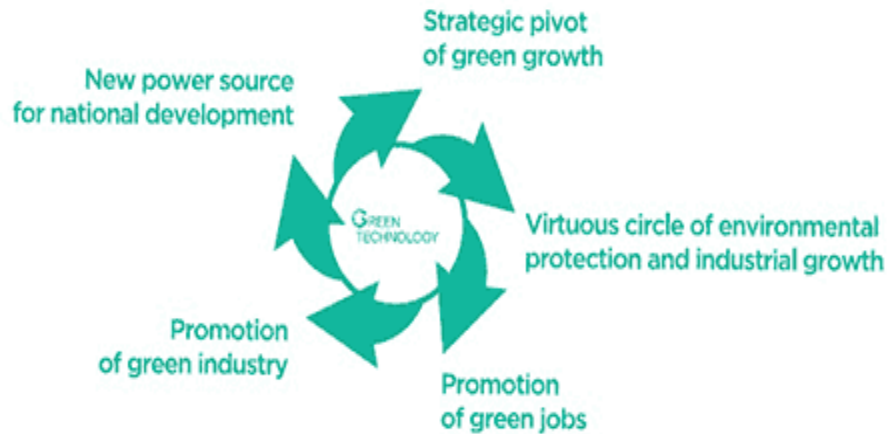 Strategic pivot
of green growth
New power source
for national development
GREEN
TECHNOLOGY
Virtuous circle of environmental
protection and industrial growth
Promotion
of green industry
Promotion
of green jobs